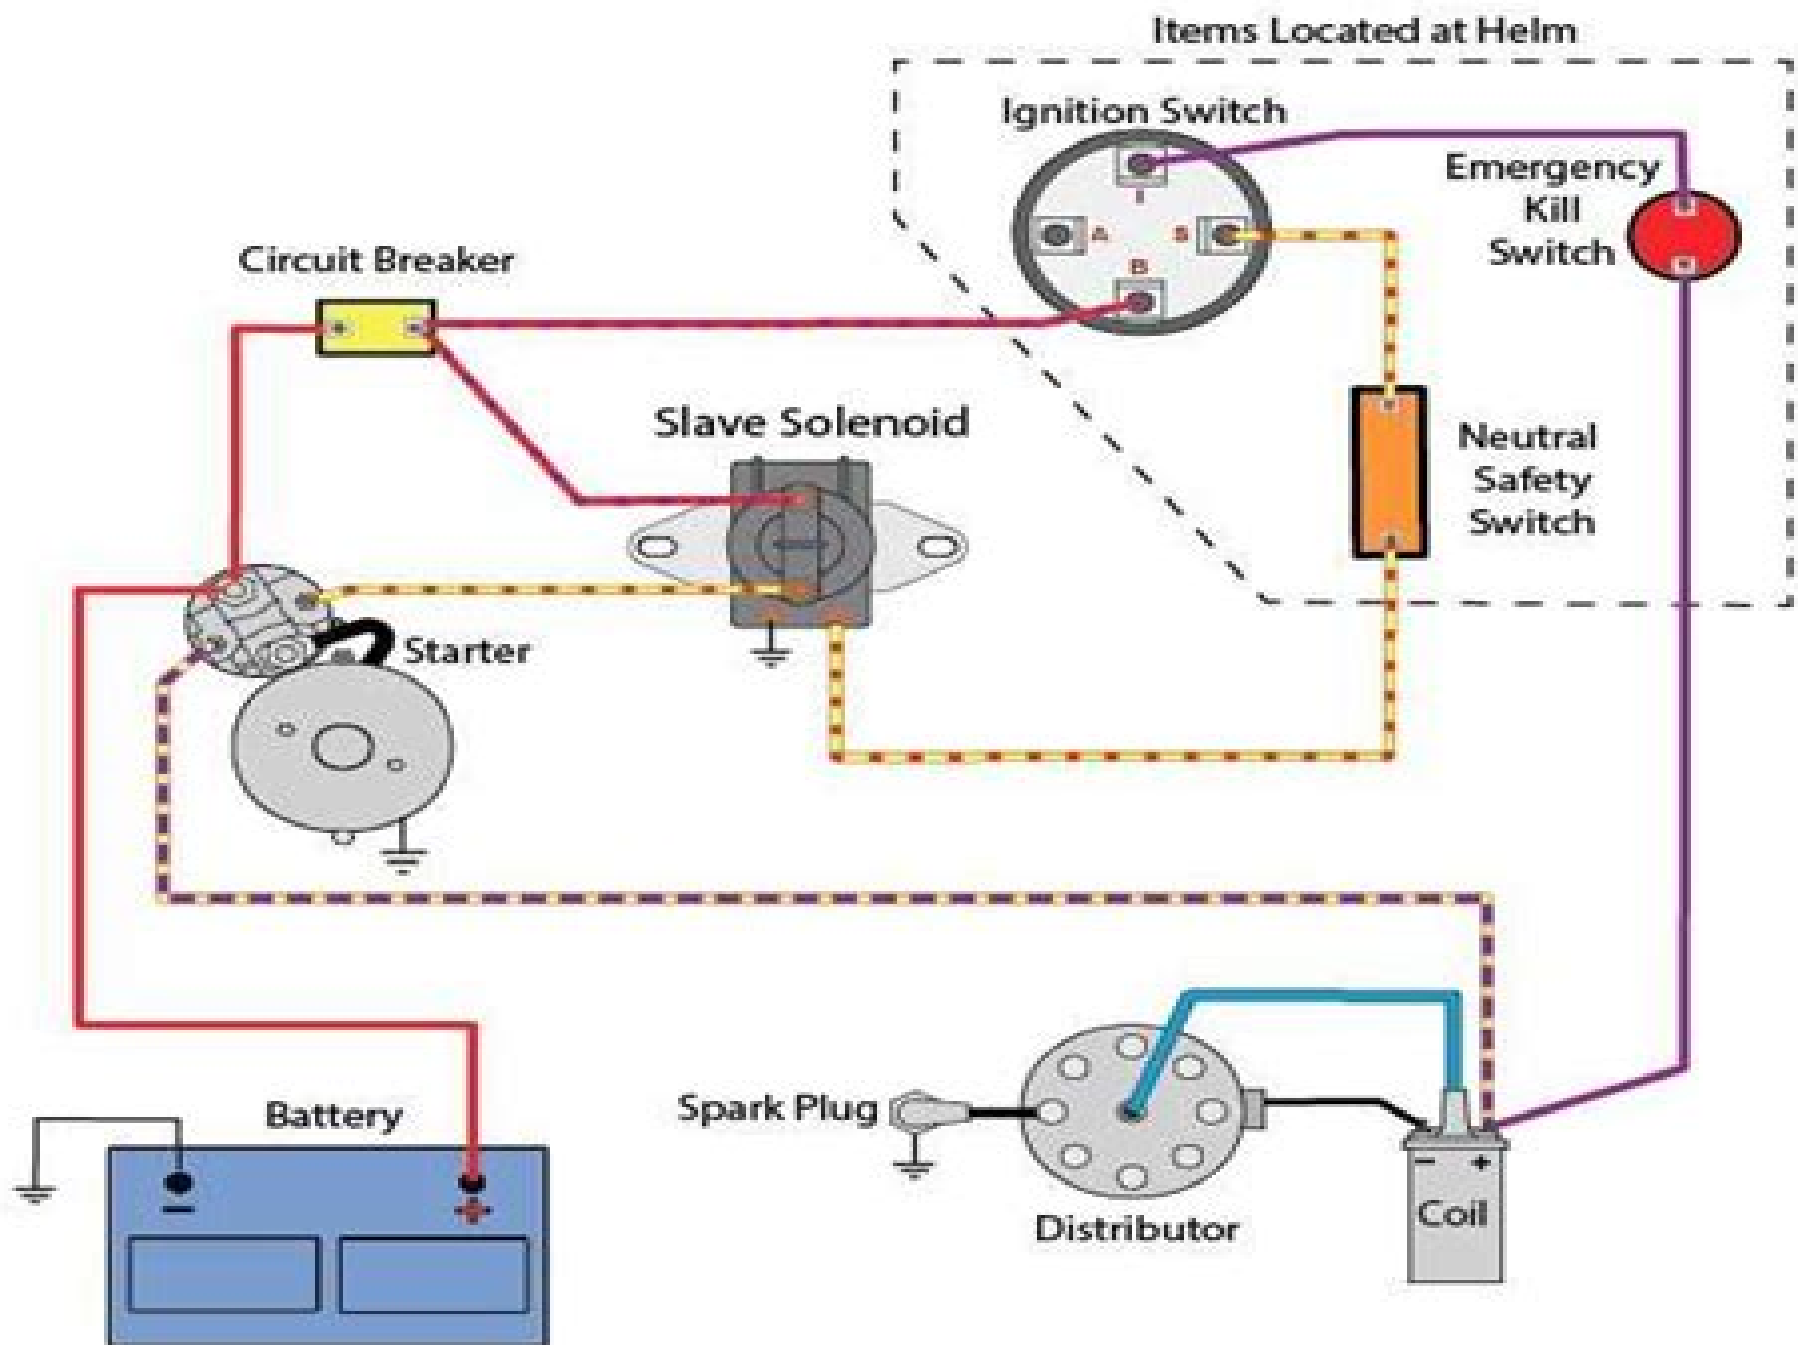 Items Located at Helm
Ignition Switch
I
A
S
B
Emergency
Kill
Switch
Circuit Breaker
Slave Solenoid
Neutral
Safety
Switch
Starter
Battery
− +
Spark Plug
Distributor
− +
Coil